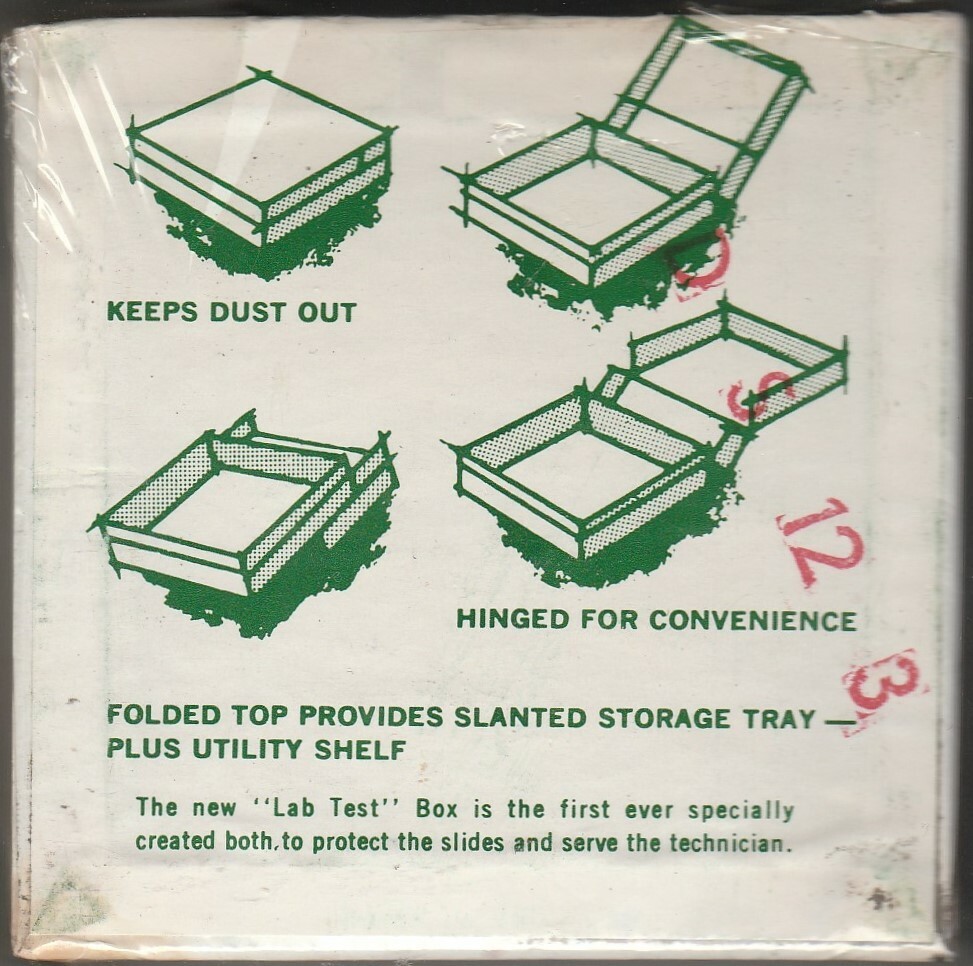 KEEPS DUST OUT
HINGED FOR CONVENIENCE
FOLDED TOP PROVIDES SLANTED STORAGE TRAY —
PLUS UTILITY SHELF
The new "Lab Test" Box is the first ever specially
created both,to protect the slides and serve the technician.
S
12
3